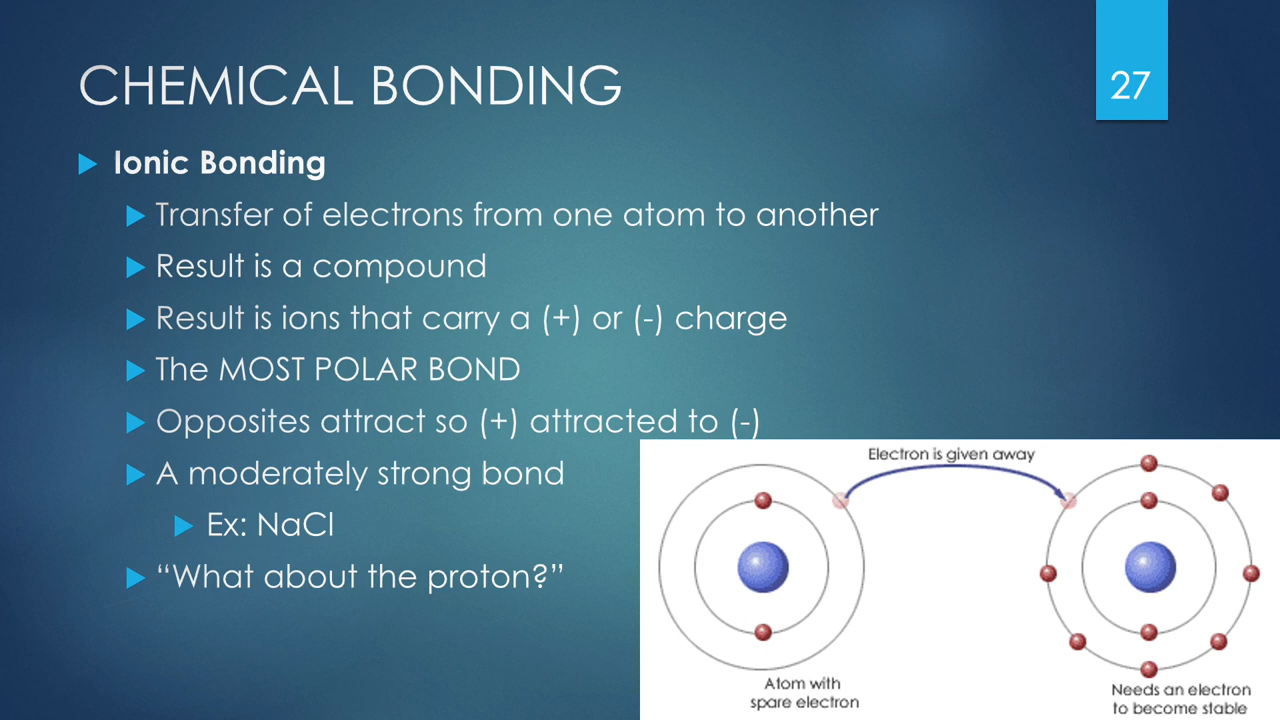 CHEMICAL BONDING
27
Ionic Bonding
Transfer of electrons from one atom to another
Result is a compound
Result is ions that carry a (+) or (-) charge
The MOST POLAR BOND
Opposites attract so (+) attracted to (-)
A moderately strong bond
Ex: NaCl
“What about the proton?”
Electron is given away
Atom with
spare electron
Needs an electron
to become stable